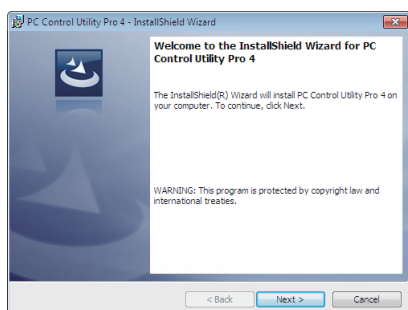 PC Control Utility Pro 4 - InstallShield Wizard
Welcome to the InstallShield Wizard for PC
Control Utility Pro 4
The InstallShield(R) Wizard will install PC Control Utility Pro 4 on
your computer. To continue, click Next.
WARNING: This program is protected by copyright law and
international treaties.
< Back Next > Cancel